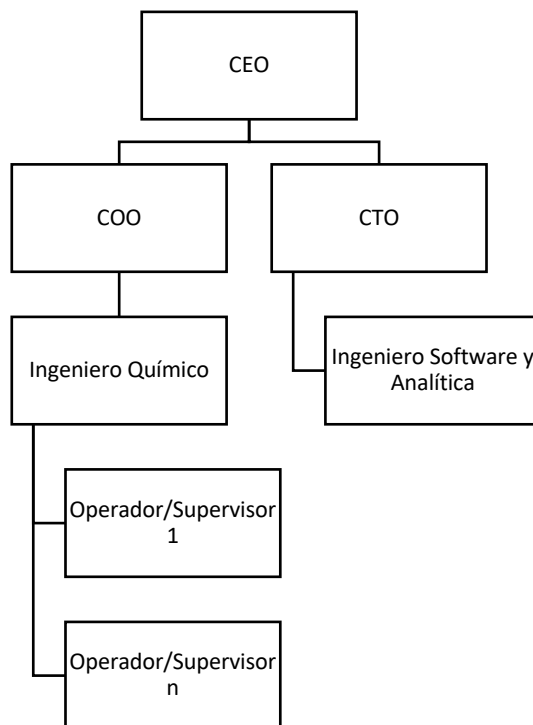 CEO
COO
CTO
Ingeniero Químico
Ingeniero Software y
Analítica
Operador/Supervisor
1
Operador/Supervisor
n